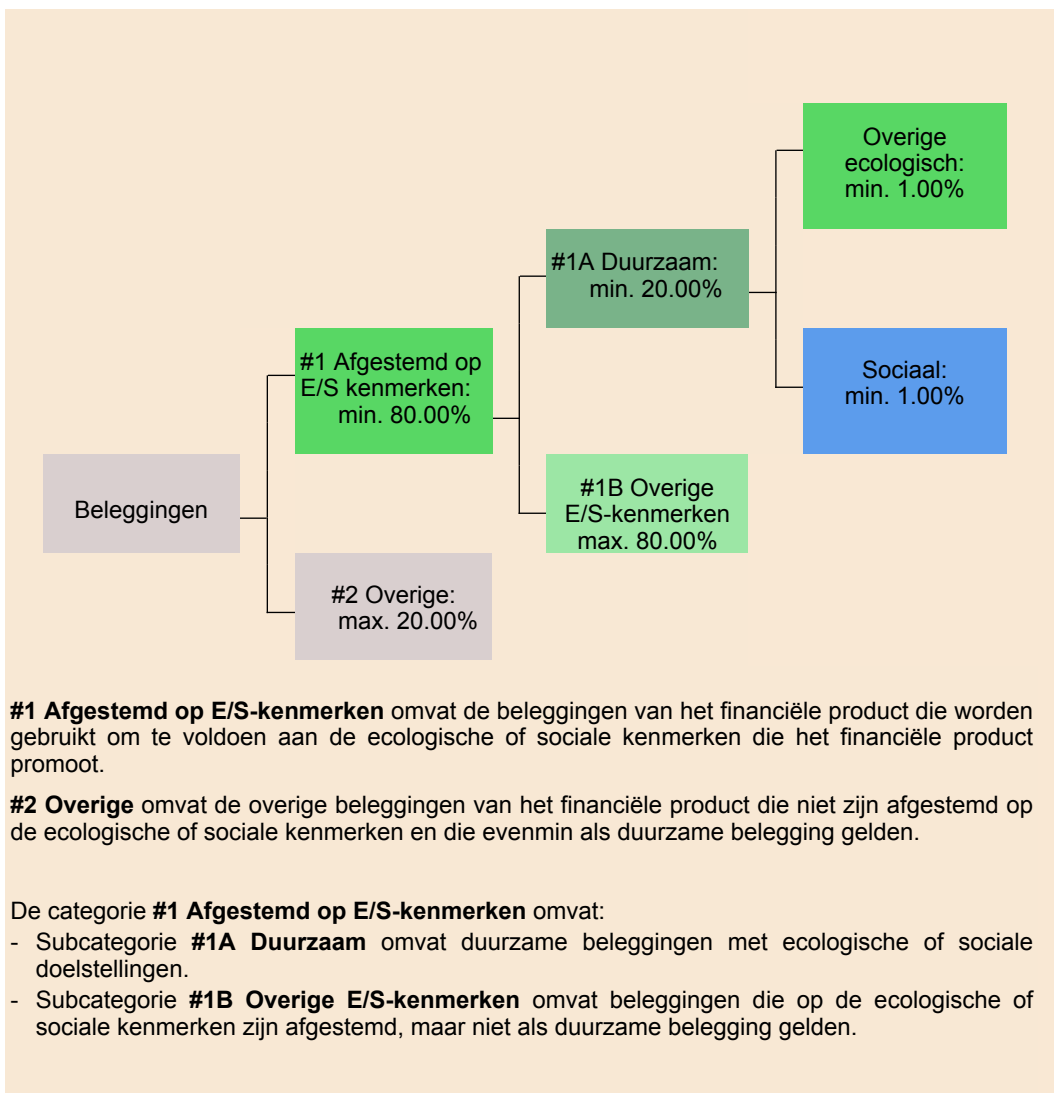 Overige
ecologisch:
min. 1.00%
#1A Duurzaam:
min. 20.00%
#1 Afgestemd op
E/S kenmerken:
min. 80.00%
Sociaal:
min. 1.00%
Beleggingen
#1B Overige
E/S-kenmerken
max. 80.00%
#2 Overige:
max. 20.00%
#1 Afgestemd op E/S-kenmerken omvat de beleggingen van het financiële product die worden
gebruikt om te voldoen aan de ecologische of sociale kenmerken die het financiële product
promoot.
#2 Overige omvat de overige beleggingen van het financiële product die niet zijn afgestemd op
de ecologische of sociale kenmerken en die evenmin als duurzame belegging gelden.
De categorie #1 Afgestemd op E/S-kenmerken omvat:
- Subcategorie #1A Duurzaam omvat duurzame beleggingen met ecologische of sociale
doelstellingen.
- Subcategorie #1B Overige E/S-kenmerken omvat beleggingen die op de ecologische of
sociale kenmerken zijn afgestemd, maar niet als duurzame belegging gelden.